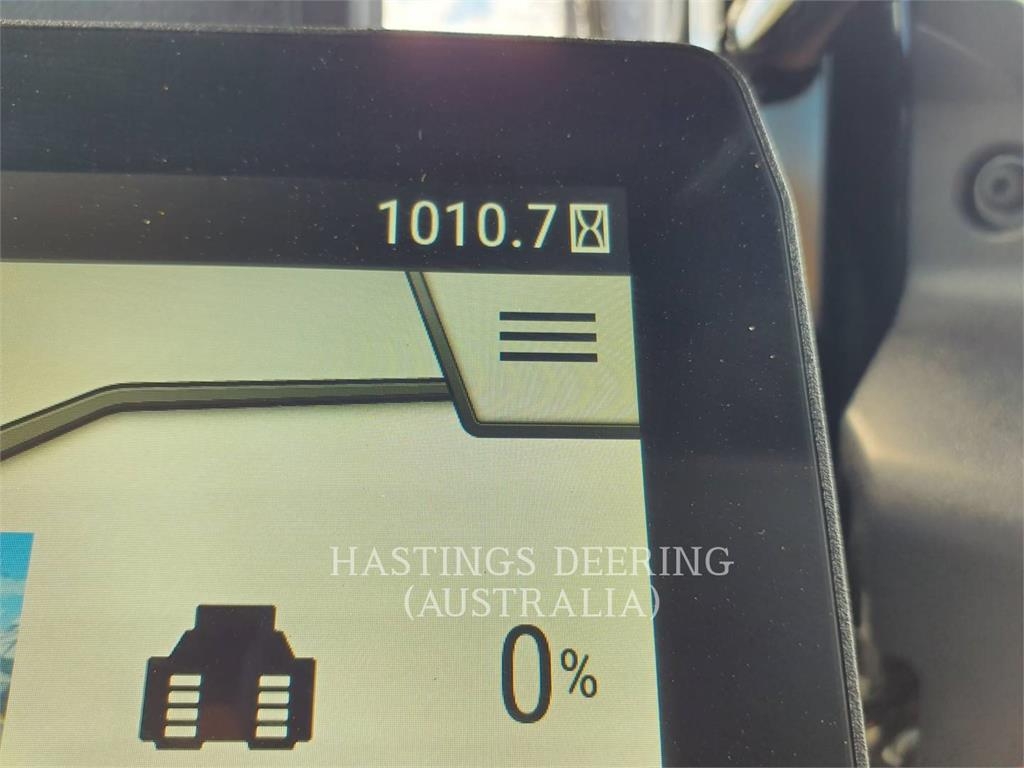 1010.7
HASTINGS DEERING
(AUSTRALIA)
0%